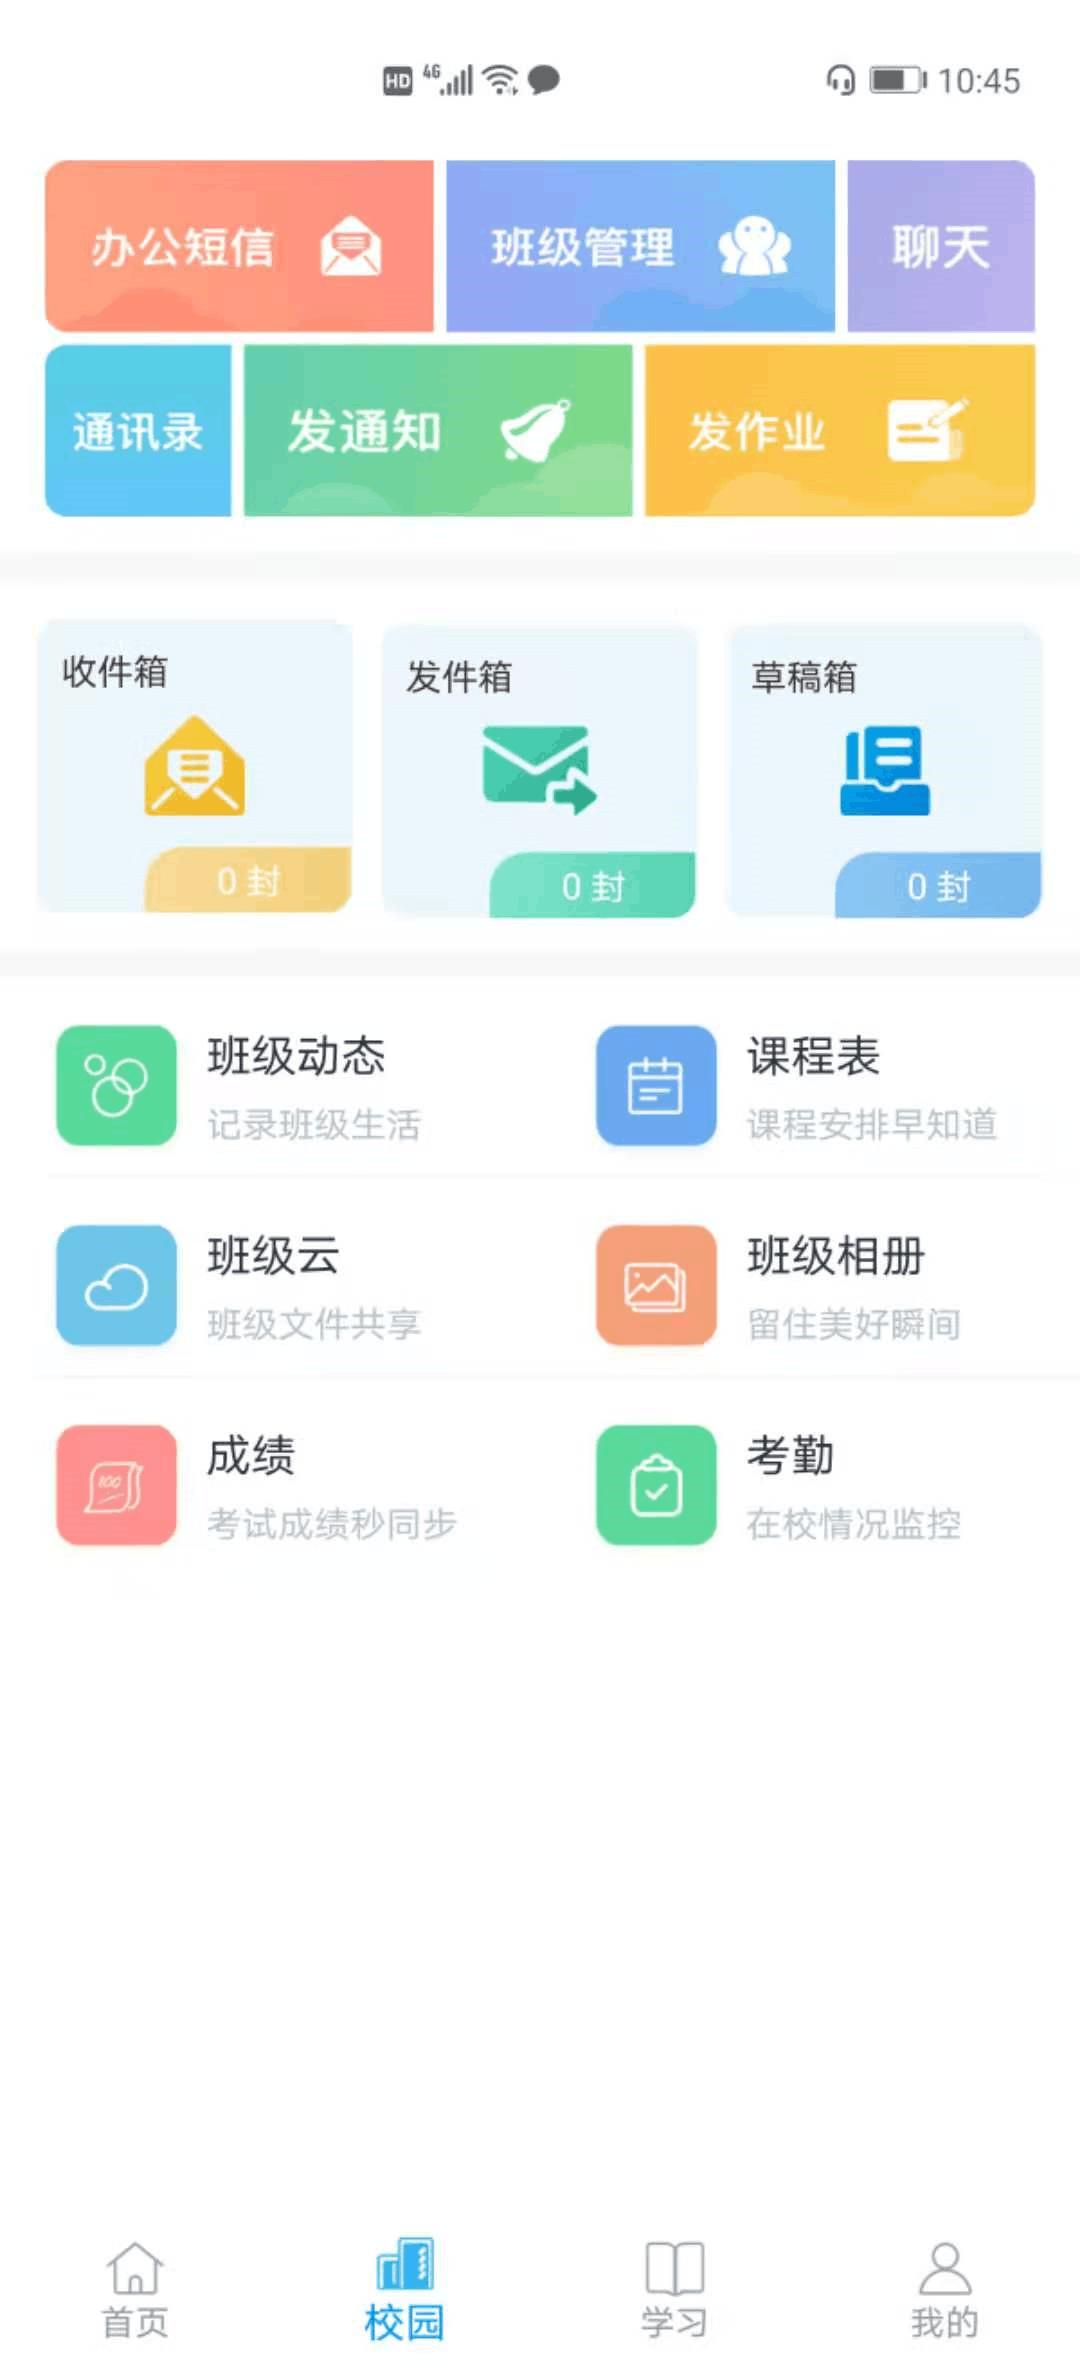 HD 4G 10:45
办公短信 班级管理 聊天
通讯录 发通知 发作业
收件箱 发件箱 草稿箱
0 封 0 封 0 封
班级动态 课程表
记录班级生活 课程安排早知道
班级云 班级相册
班级文件共享 留住美好瞬间
100
成绩 考勤
考试成绩秒同步 在校情况监控
首页 校园 学习 我的